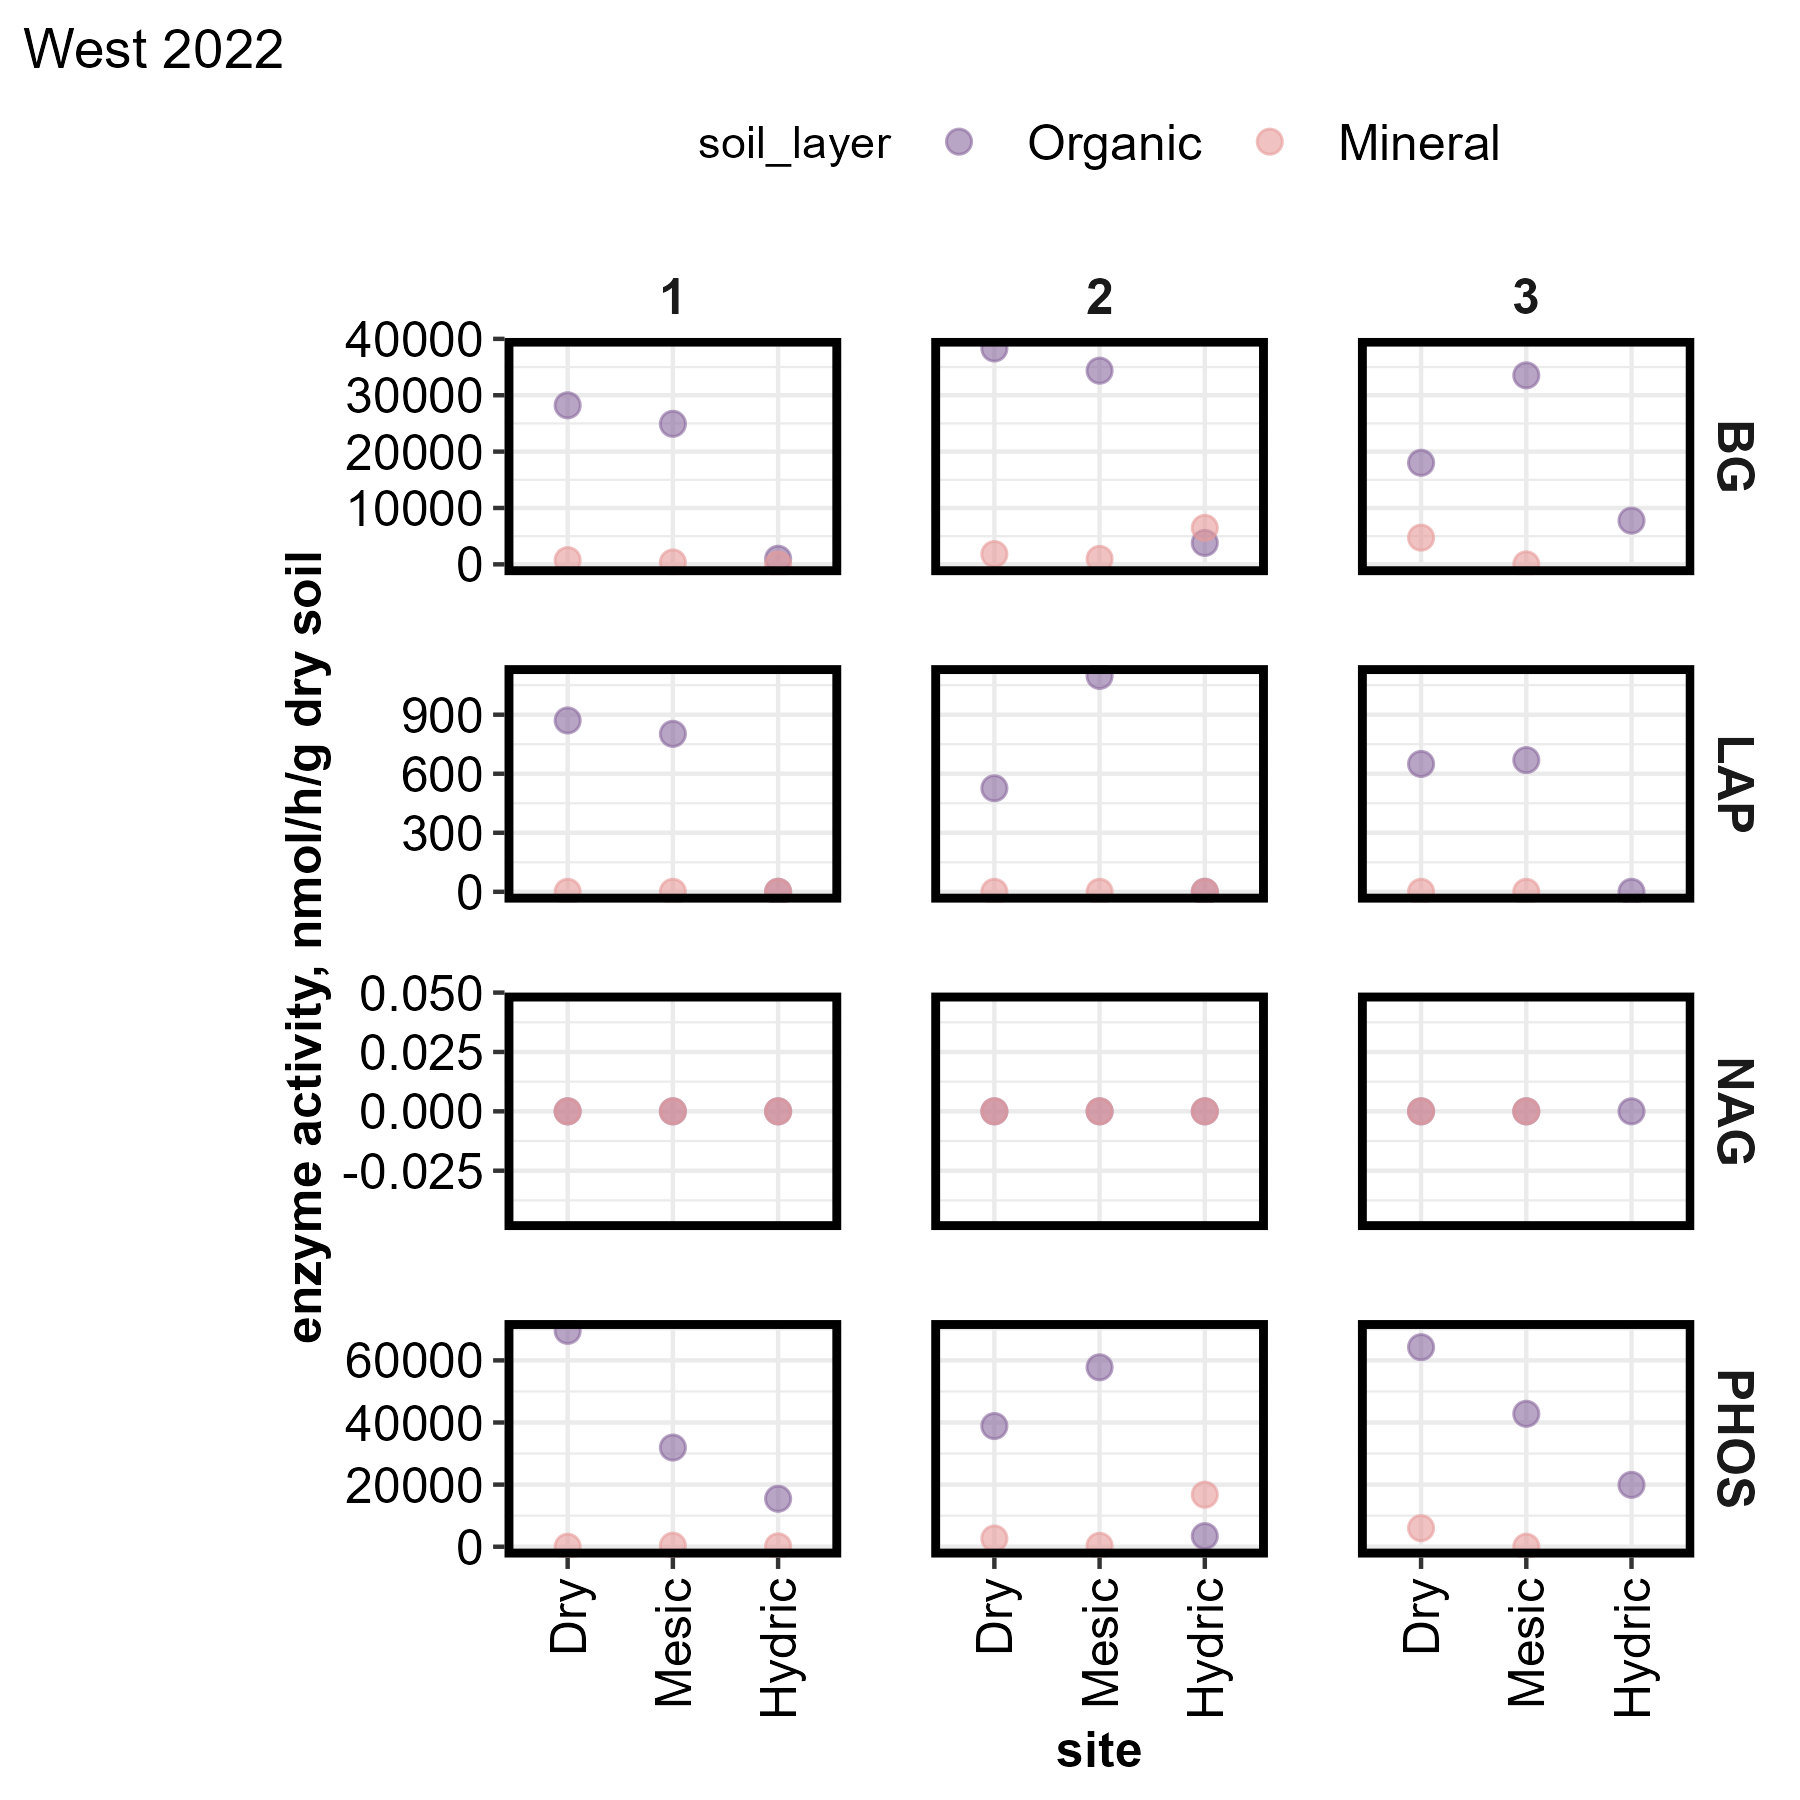 West 2022
soil_layer Organic Mineral
1 2 3
40000
30000
20000
10000
0
BG
900
600
300
0
LAP
0.050
0.025
0.000
-0.025
NAG
60000
40000
20000
0
PHOS
enzyme activity, nmol/h/g dry soil
Dry Mesic Hydric Dry Mesic Hydric Dry Mesic Hydric
site